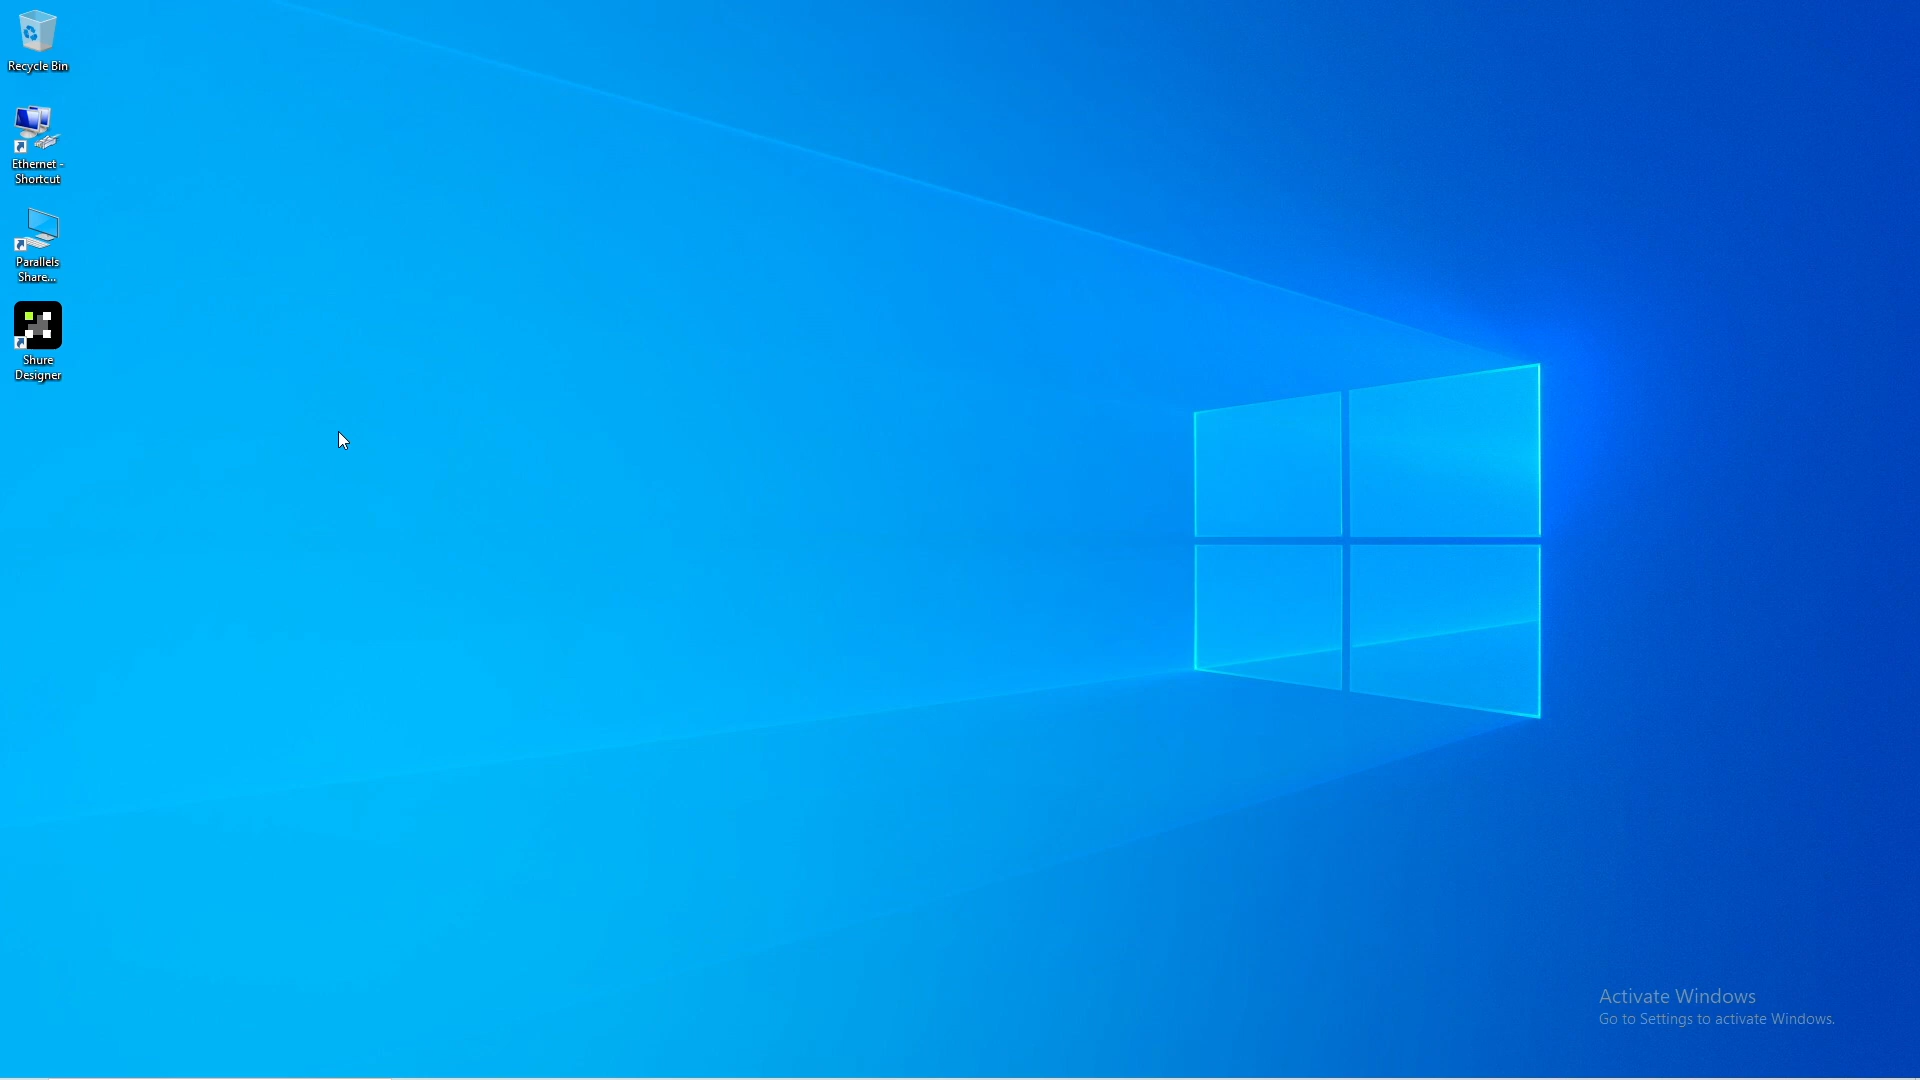 Recycle Bin
Ethernet -
Shortcut
Parallels
Share...
Shure
Designer
Activate Windows
Go to Settings to activate Windows.